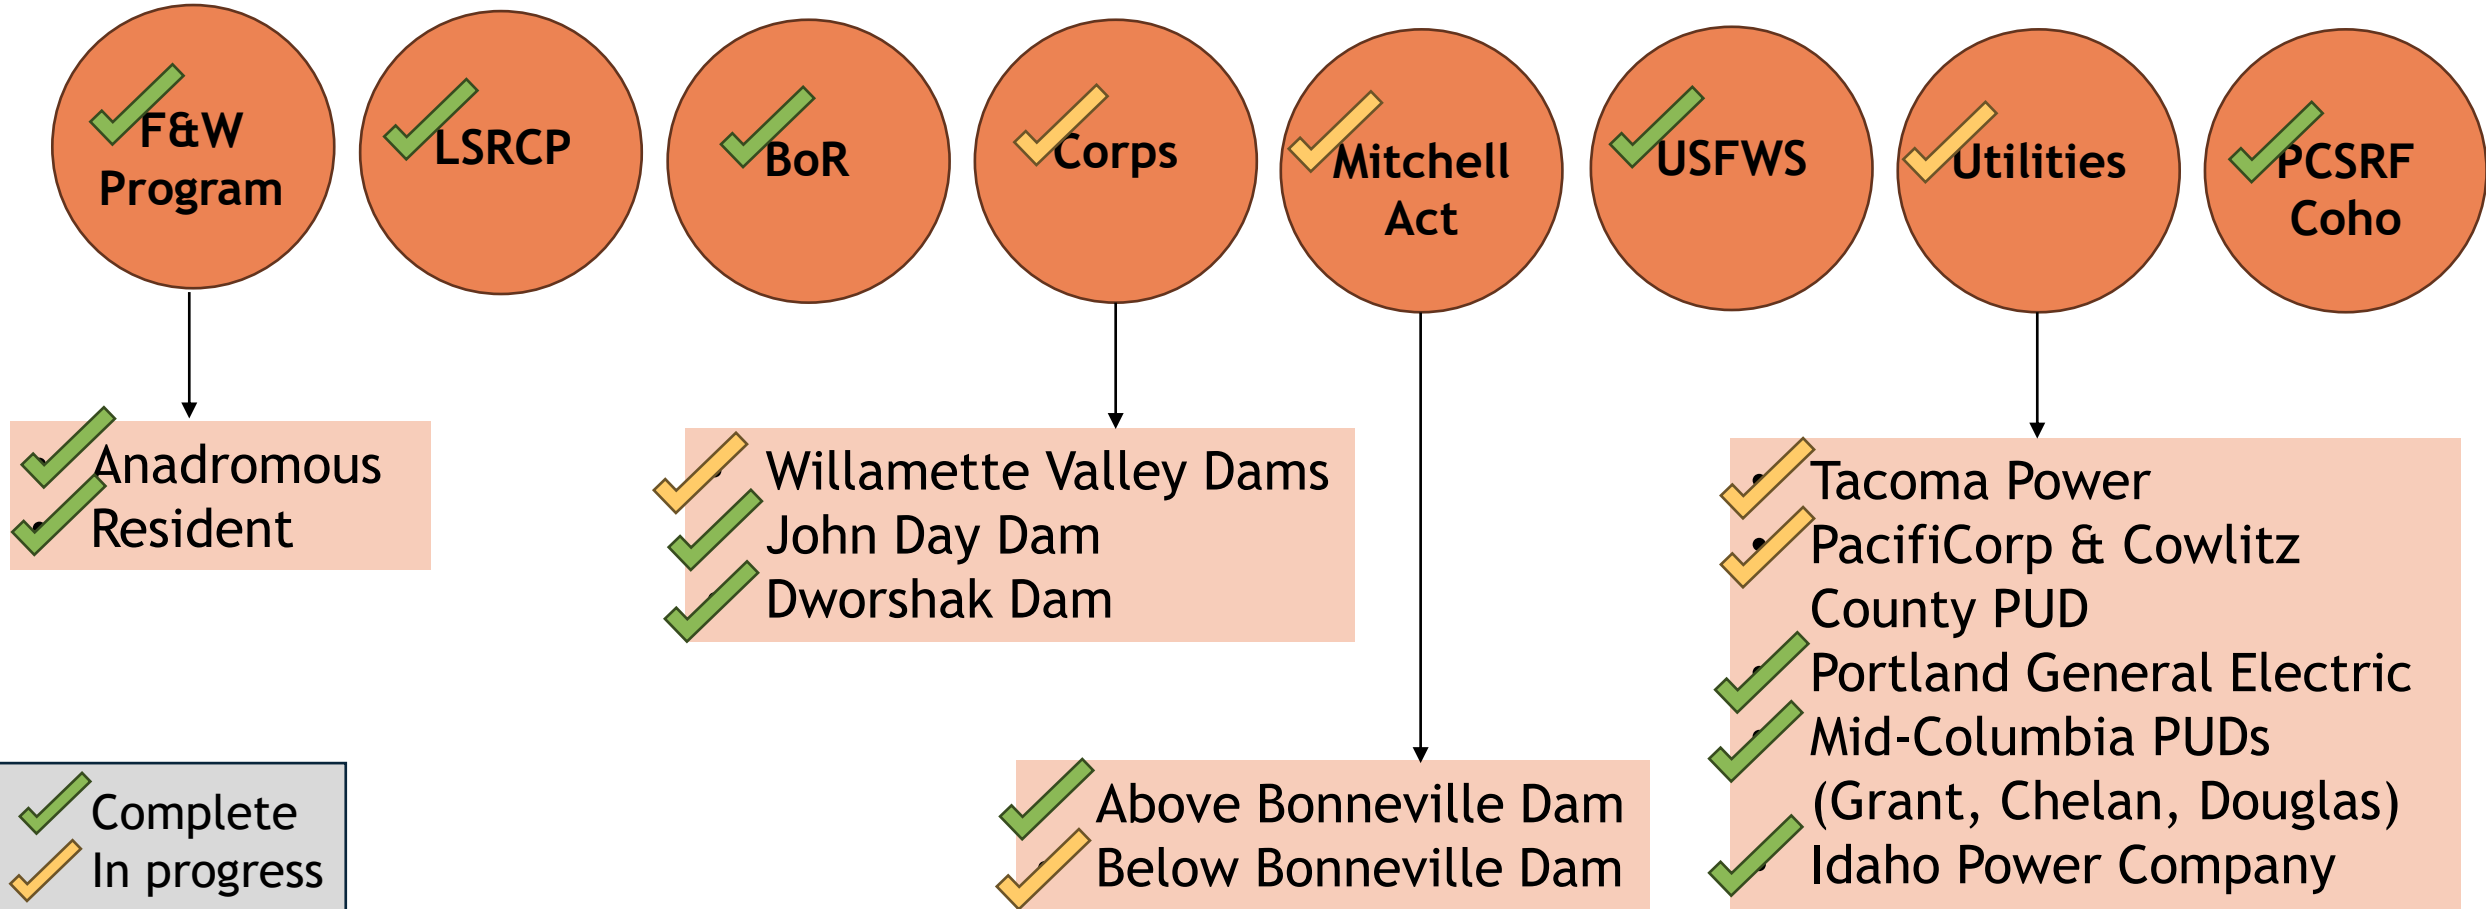 F&W
Program
LSRCP
BoR
Corps
Mitchell
Act
USFWS
Utilities
PCSRF
Coho
• Anadromous
• Resident
• Willamette Valley Dams
• John Day Dam
• Dworshak Dam
• Above Bonneville Dam
• Below Bonneville Dam
• Tacoma Power
• PacifiCorp & Cowlitz
County PUD
• Portland General Electric
• Mid-Columbia PUDs
(Grant, Chelan, Douglas)
• Idaho Power Company
Complete
In progress